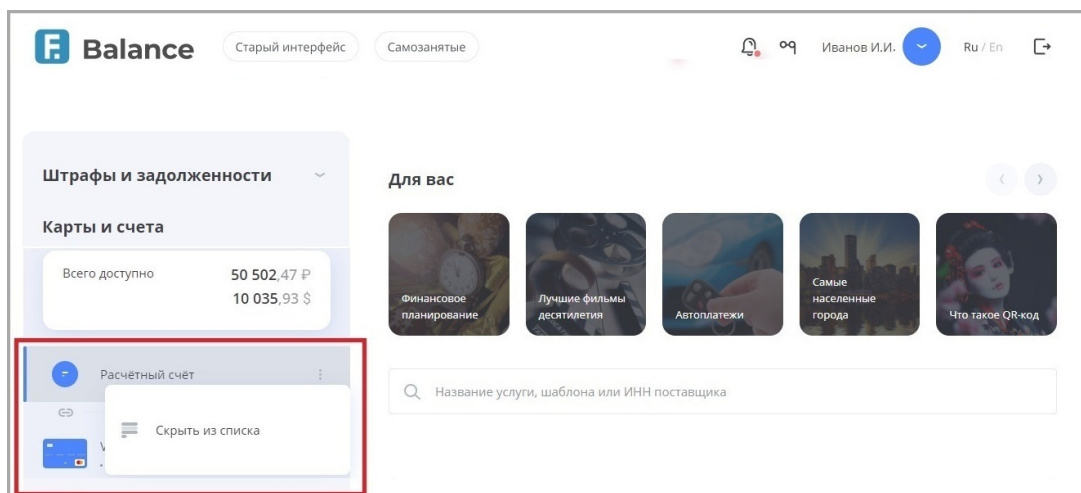 F. Balance
Старый интерфейс
Самозанятые
Иванов И.И.
Ru / En
Штрафы и задолженности
Для вас
Карты и счета
Всего доступно
50 502,47 ₽
10 035,93 $
Финансовое
планирование
Лучшие фильмы
десятилетия
Автоплатежи
Самые
населенные
города
Что такое QR-код
Расчётный счёт
Название услуги, шаблона или ИНН поставщика
Скрыть из списка